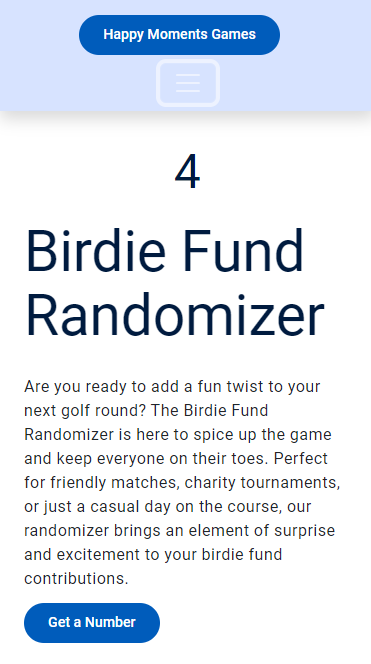 Happy Moments Games
4
Birdie Fund
Randomizer
Are you ready to add a fun twist to your
next golf round? The Birdie Fund
Randomizer is here to spice up the game
and keep everyone on their toes. Perfect
for friendly matches, charity tournaments,
or just a casual day on the course, our
randomizer brings an element of surprise
and excitement to your birdie fund
contributions.
Get a Number